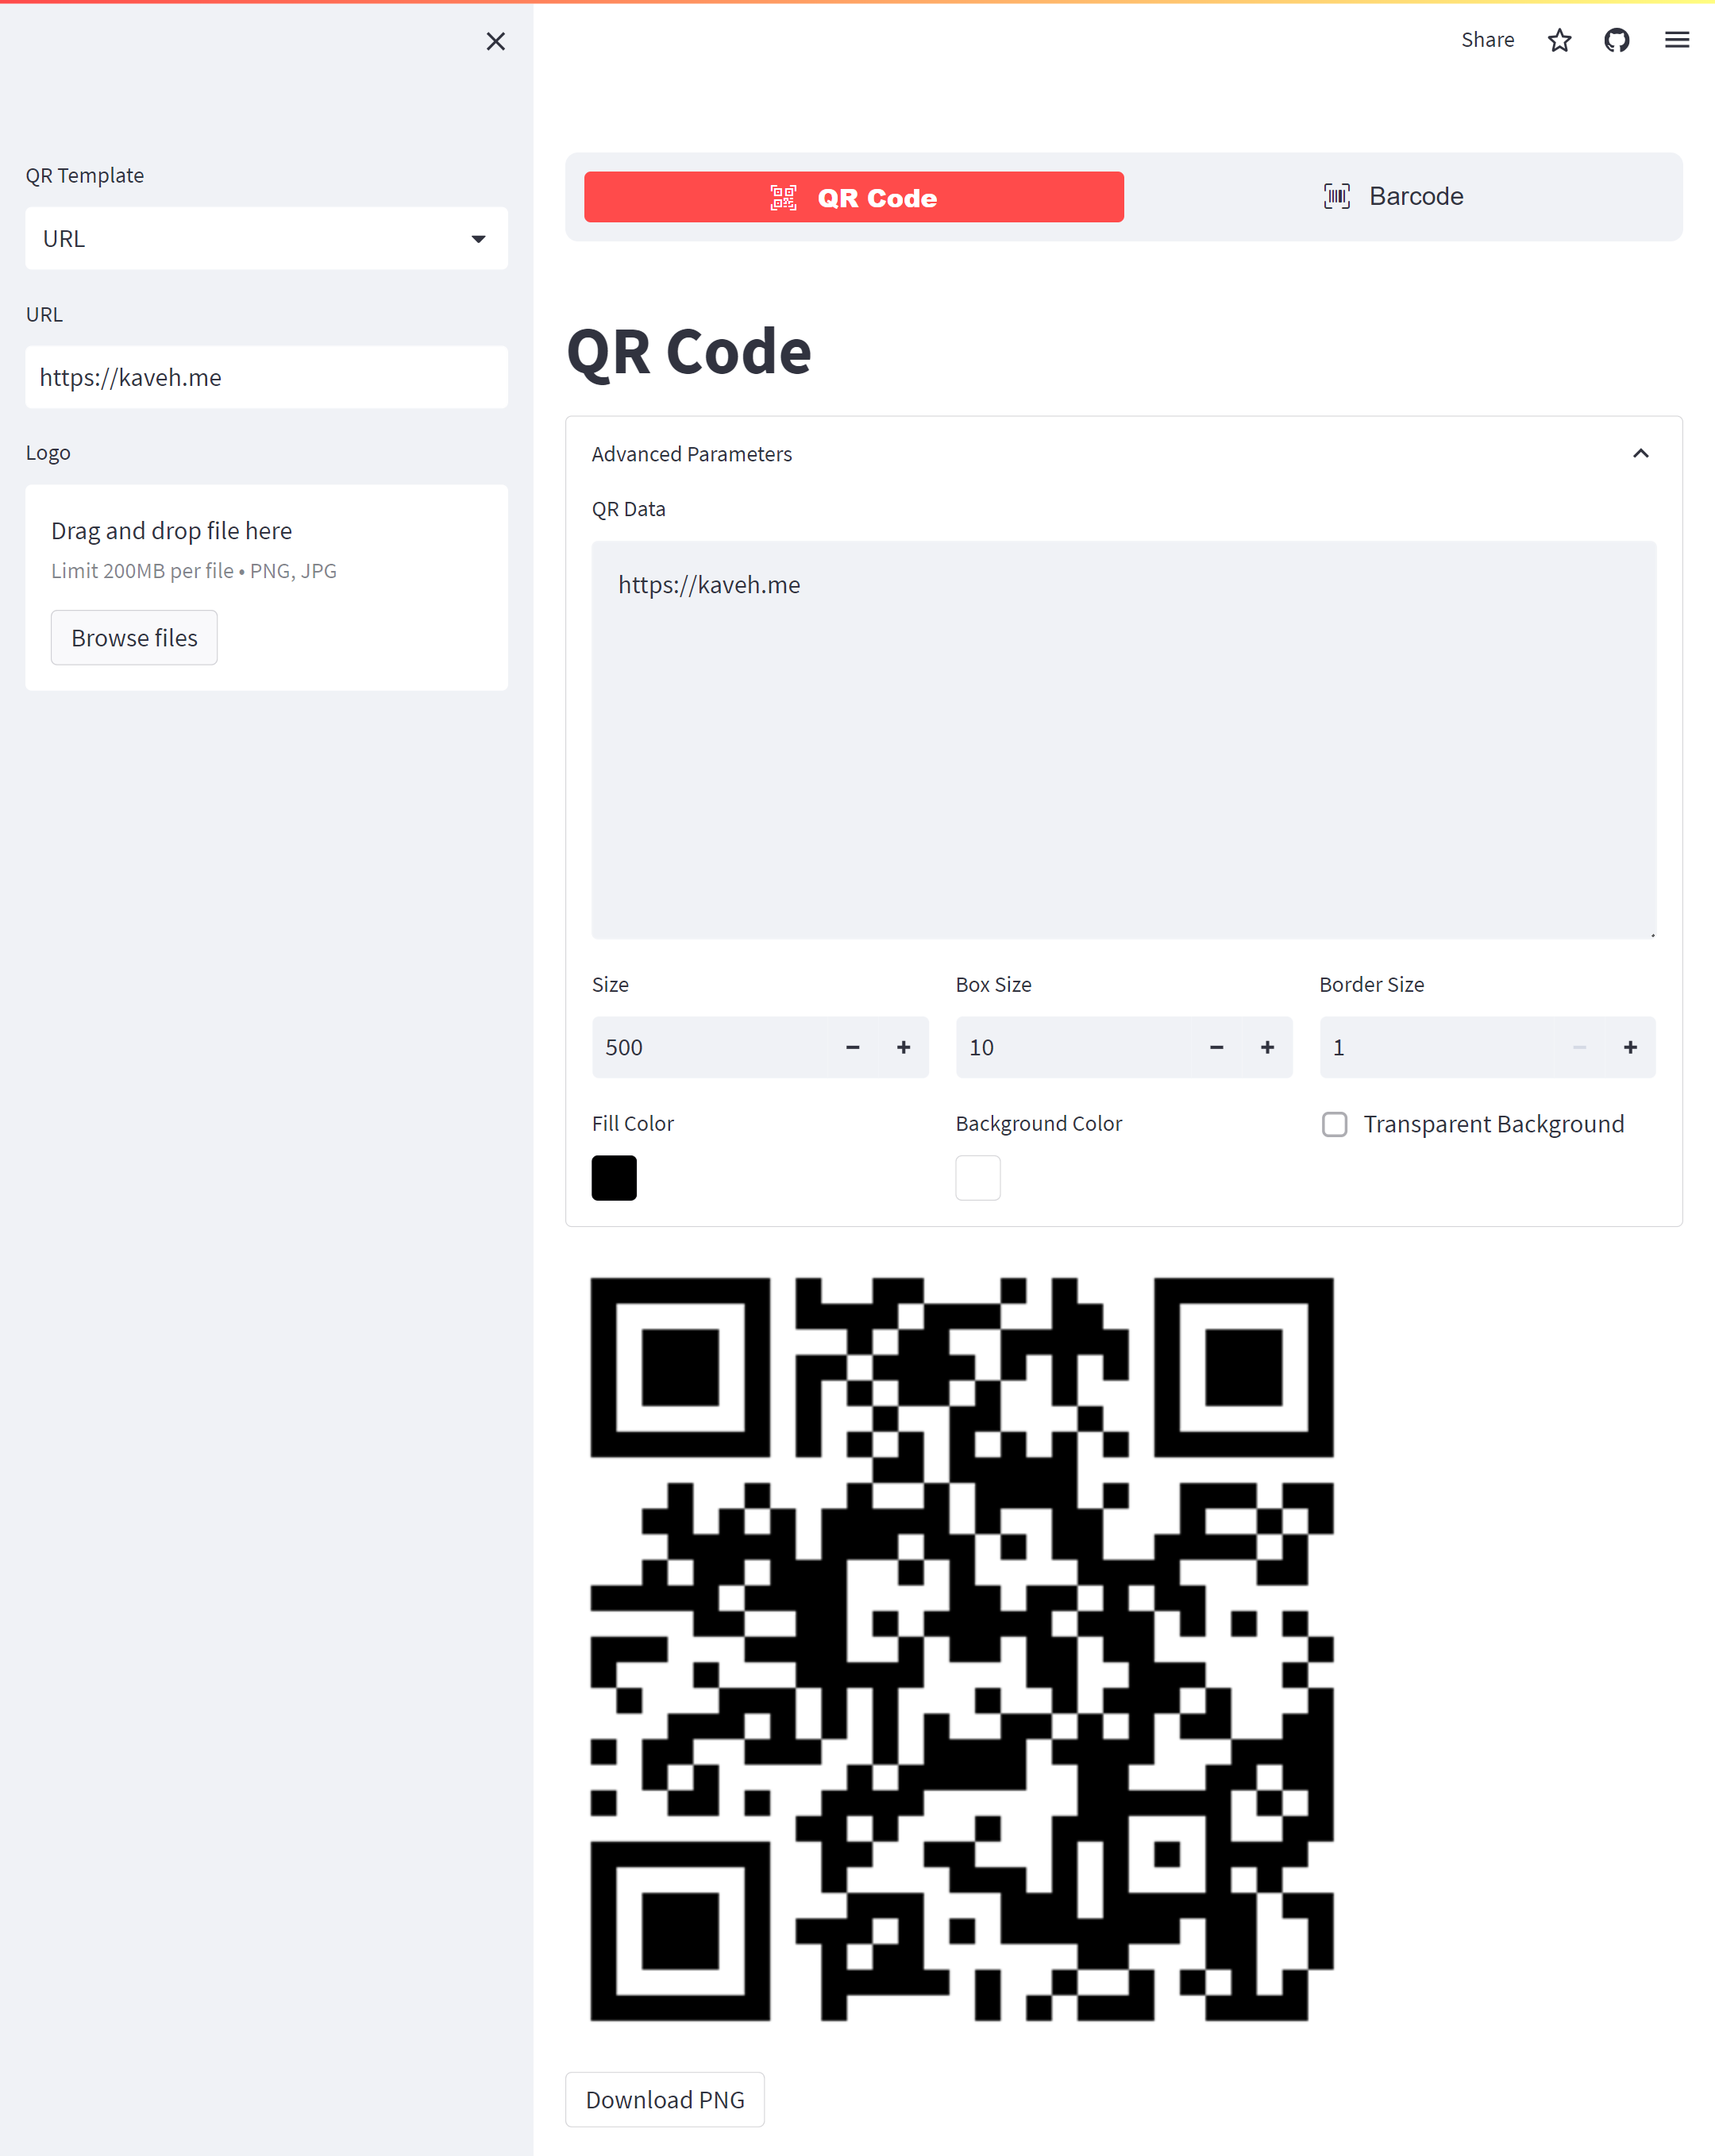 Share
QR Template
URL
URL
https://kaveh.me
Logo
Drag and drop file here
Limit 200MB per file • PNG, JPG
Browse files
QR Code
Barcode
QR Code
Advanced Parameters
QR Data
https://kaveh.me
Size
Box Size
Border Size
500
10
1
Fill Color
Background Color
Transparent Background
Download PNG